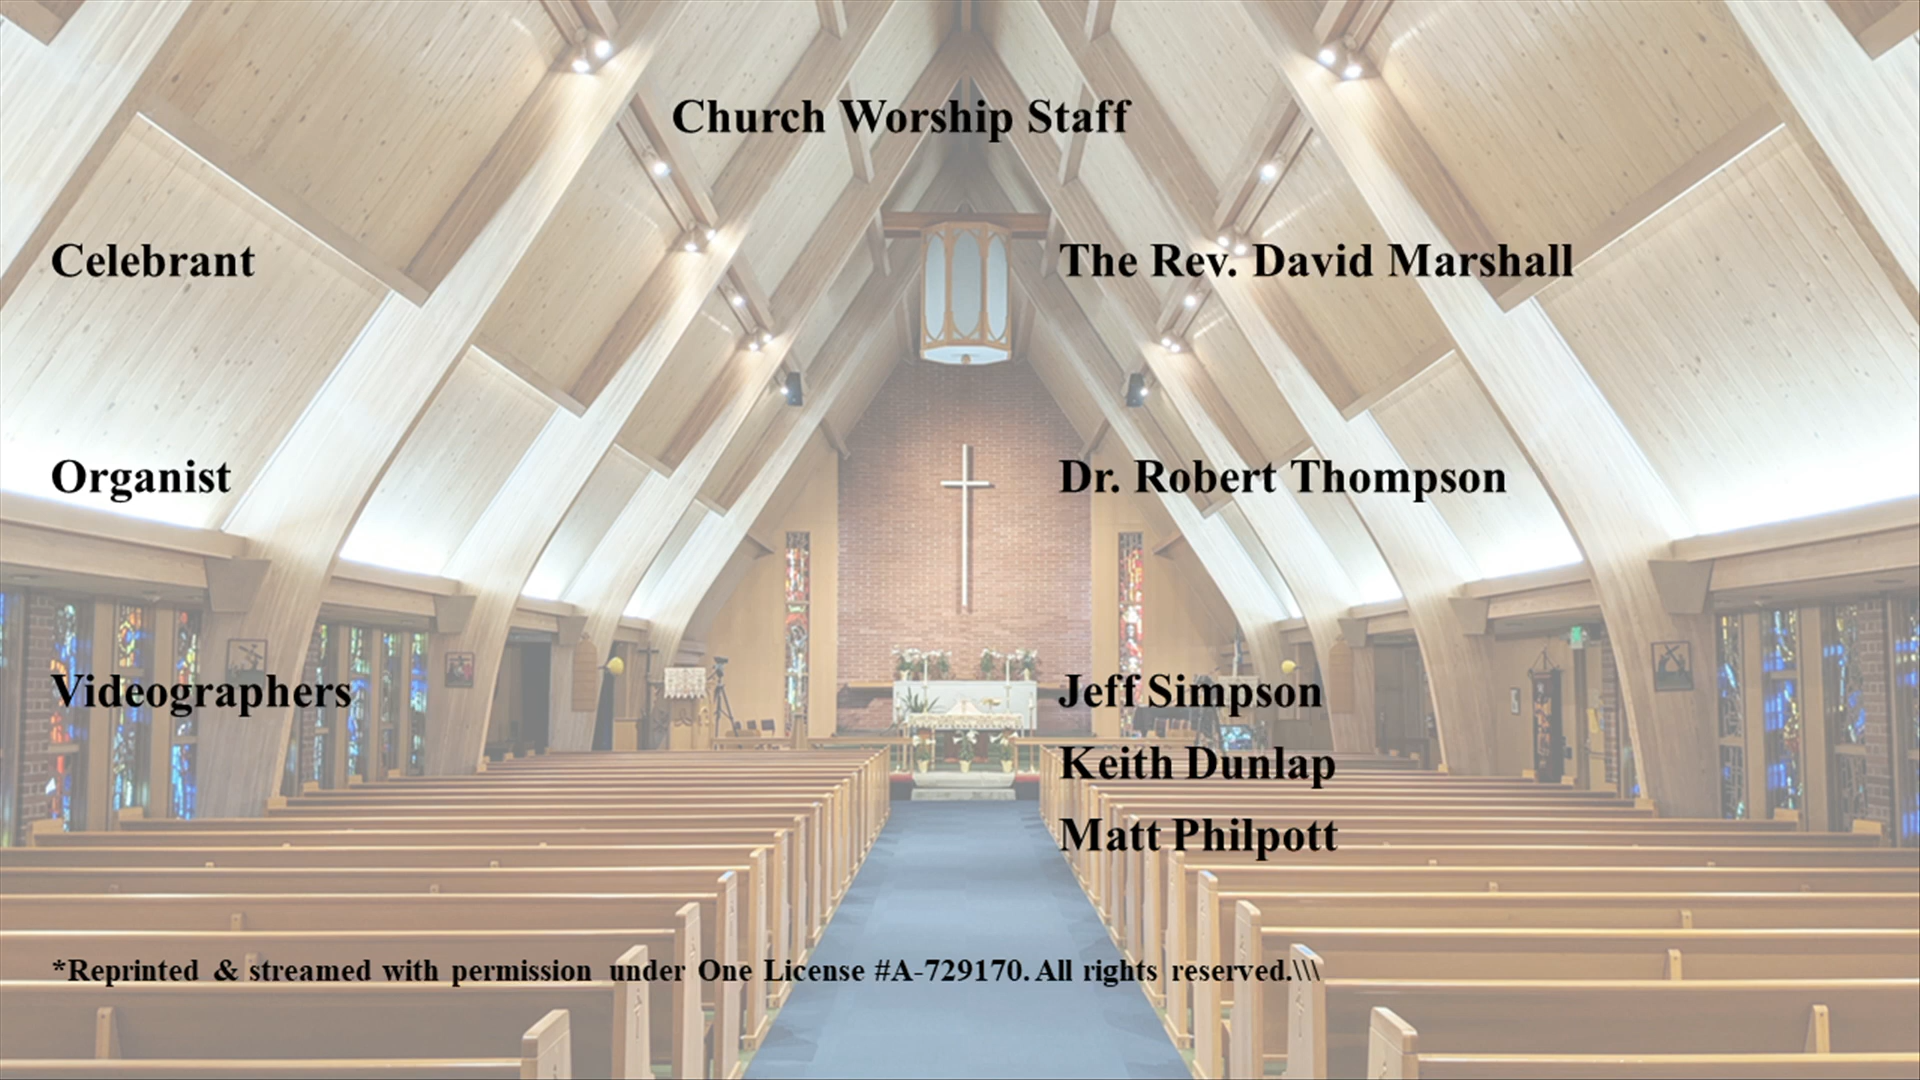 Church Worship Staff
Celebrant The Rev. David Marshall
Organist Dr. Robert Thompson
Videographers Jeff Simpson
Keith Dunlap
Matt Philpott
*Reprinted & streamed with permission under One License #A-729170. All rights reserved.\\\